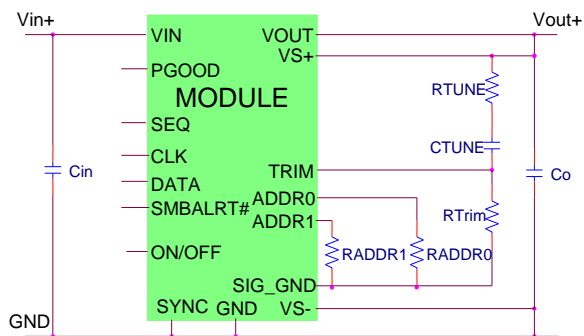 Vin+
Vout+
VIN
VOUT
VS+
PGOOD
RTUNE
MODULE
SEQ
CTUNE
CLK
TRIM
Cin
Co
DATA
ADDR0
SMBALRT#
ADDR1
RTrim
ON/OFF
RADDR1
RADDR0
SIG_GND
SYNC
GND
VS-
GND